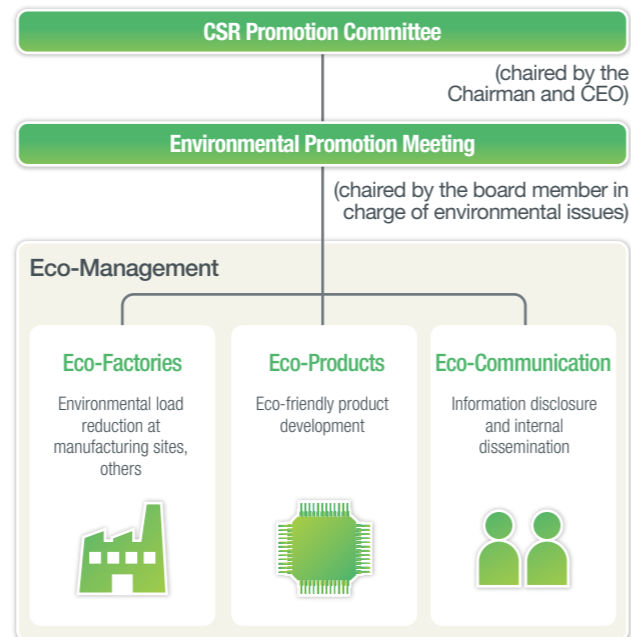 CSR Promotion Committee
(chaired by the
Chairman and CEO)
Environmental Promotion Meeting
(chaired by the board member in
charge of environmental issues)
Eco-Management
Eco-Factories
Environmental load
reduction at
manufacturing sites,
others
Eco-Products
Eco-friendly product
development
Eco-Communication
Information disclosure
and internal
dissemination